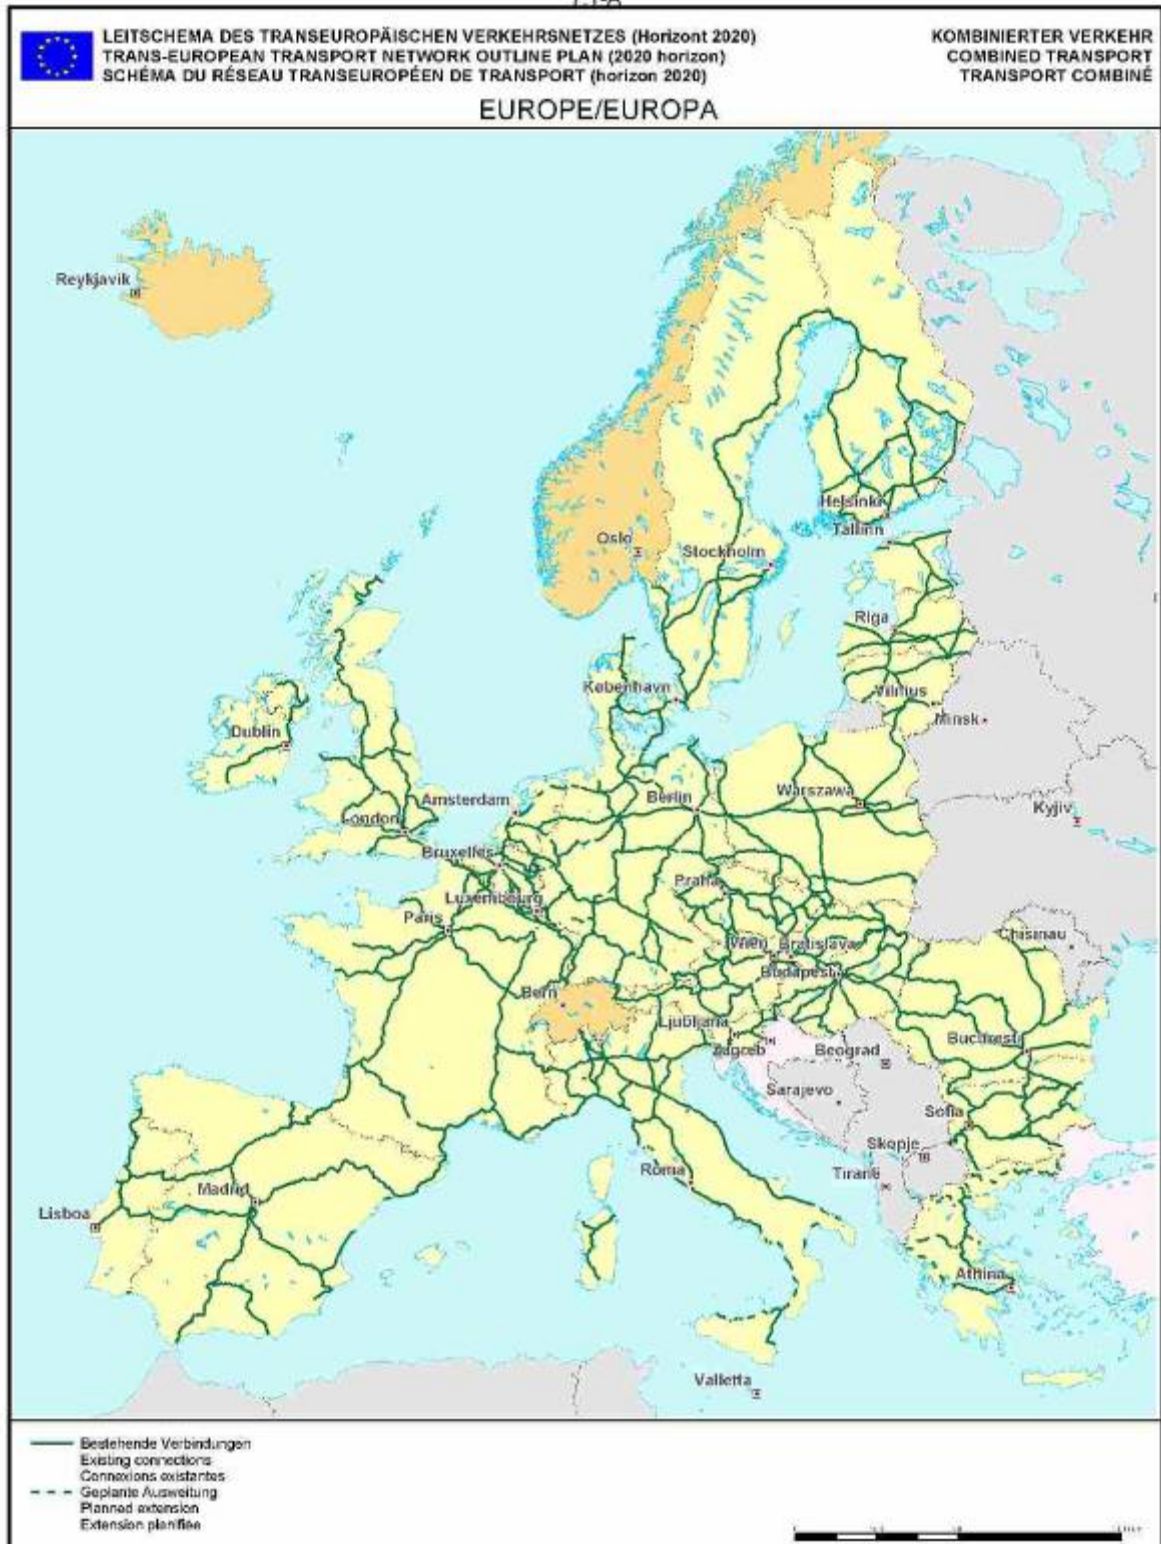 LEITSCHEMA DES TRANSEUROPÄISCHEN VERKEHRSNETZES (Horizont 2020)
TRANS-EUROPEAN TRANSPORT NETWORK OUTLINE PLAN (2020 horizon)
SCHÉMA DU RÉSEAU TRANSEUROPÉEN DE TRANSPORT (horizon 2020)
KOMBINIERTER VERKEHR
COMBINED TRANSPORT
TRANSPORT COMBINÉ
EUROPE/EUROPA
Reykjavik
Helsinki
Tallinn
Oslo
Stockholm
Riga
København
Vilnius
Minsk
Dublin
Amsterdam
Berlin
Warszawa
London
Kyjiv
Bruxelles
Praha
Luxembourg
Paris
Chisinau
Wien
Bratislava
Budapest
Bern
Ljubljana
Zagreb
Beograd
Bucurest
Sarajevo
Sofia
Skopje
Roma
Tiranë
Madrid
Lisboa
Athina
Valletta
Bestehende Verbindungen
Existing connections
Connexions existantes
Geplante Ausweitung
Planned extension
Extension planifiée